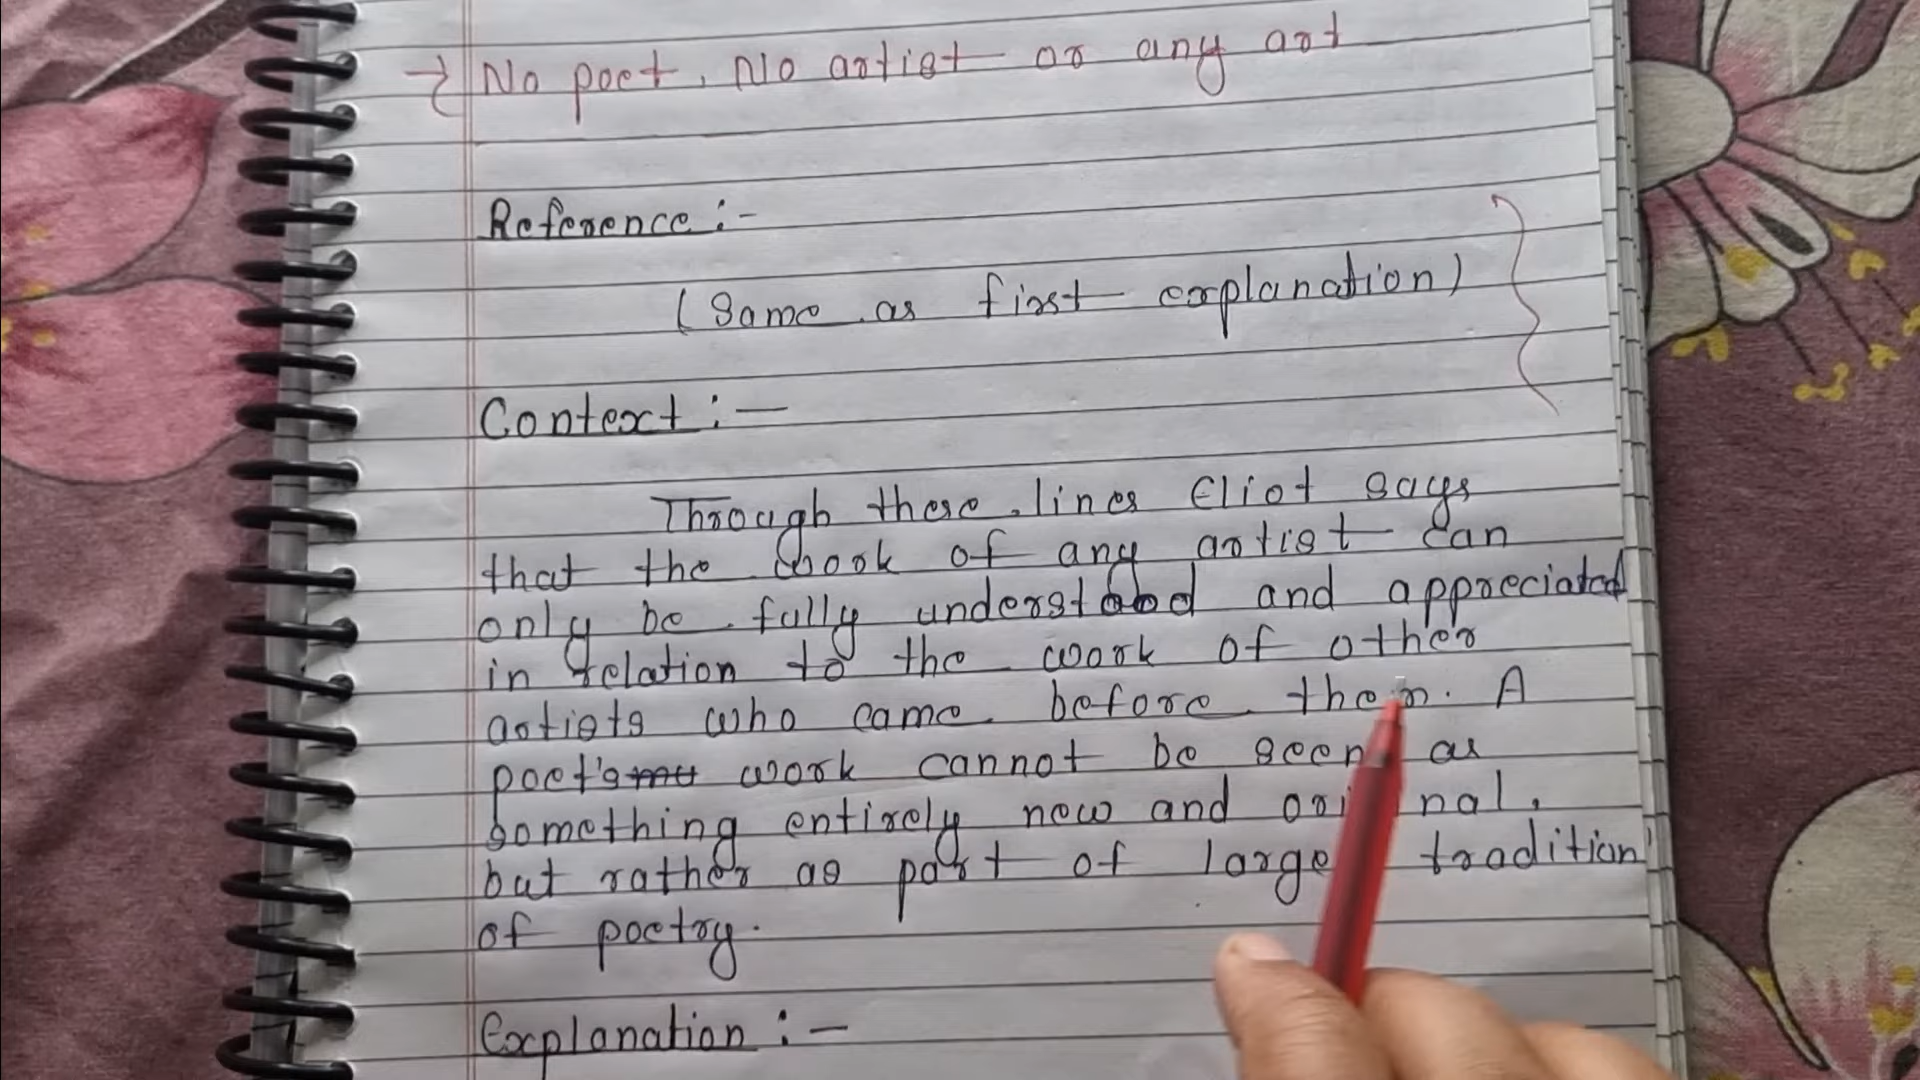 → No poet, No artist or any art
Reference :-
(Same as first explanation)
Context :-
Through these lines Eliot says
that the work of any artist can
only be fully understood and appreciated
in relation to the work of other
artists who came before them. A
poet's work cannot be seen as
something entirely new and original,
but rather as part of large tradition
of poetry.
Explanation :-